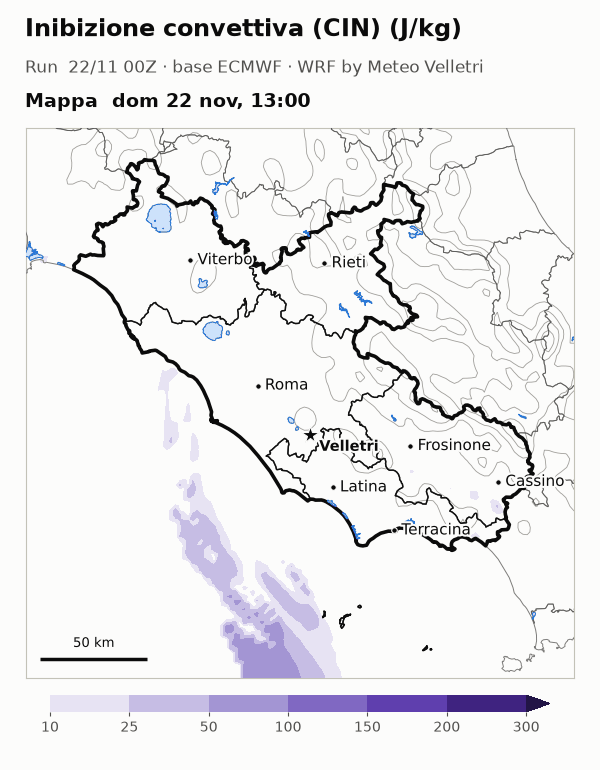 Inibizione convettiva (CIN) (J/kg)
Run  22/11 00Z · base ECMWF · WRF by Meteo Velletri
Mappa  dom 22 nov, 13:00
Viterbo
Rieti
Roma
Velletri
Frosinone
Cassino
Latina
Terracina
50 km
10 25 50 100 150 200 300